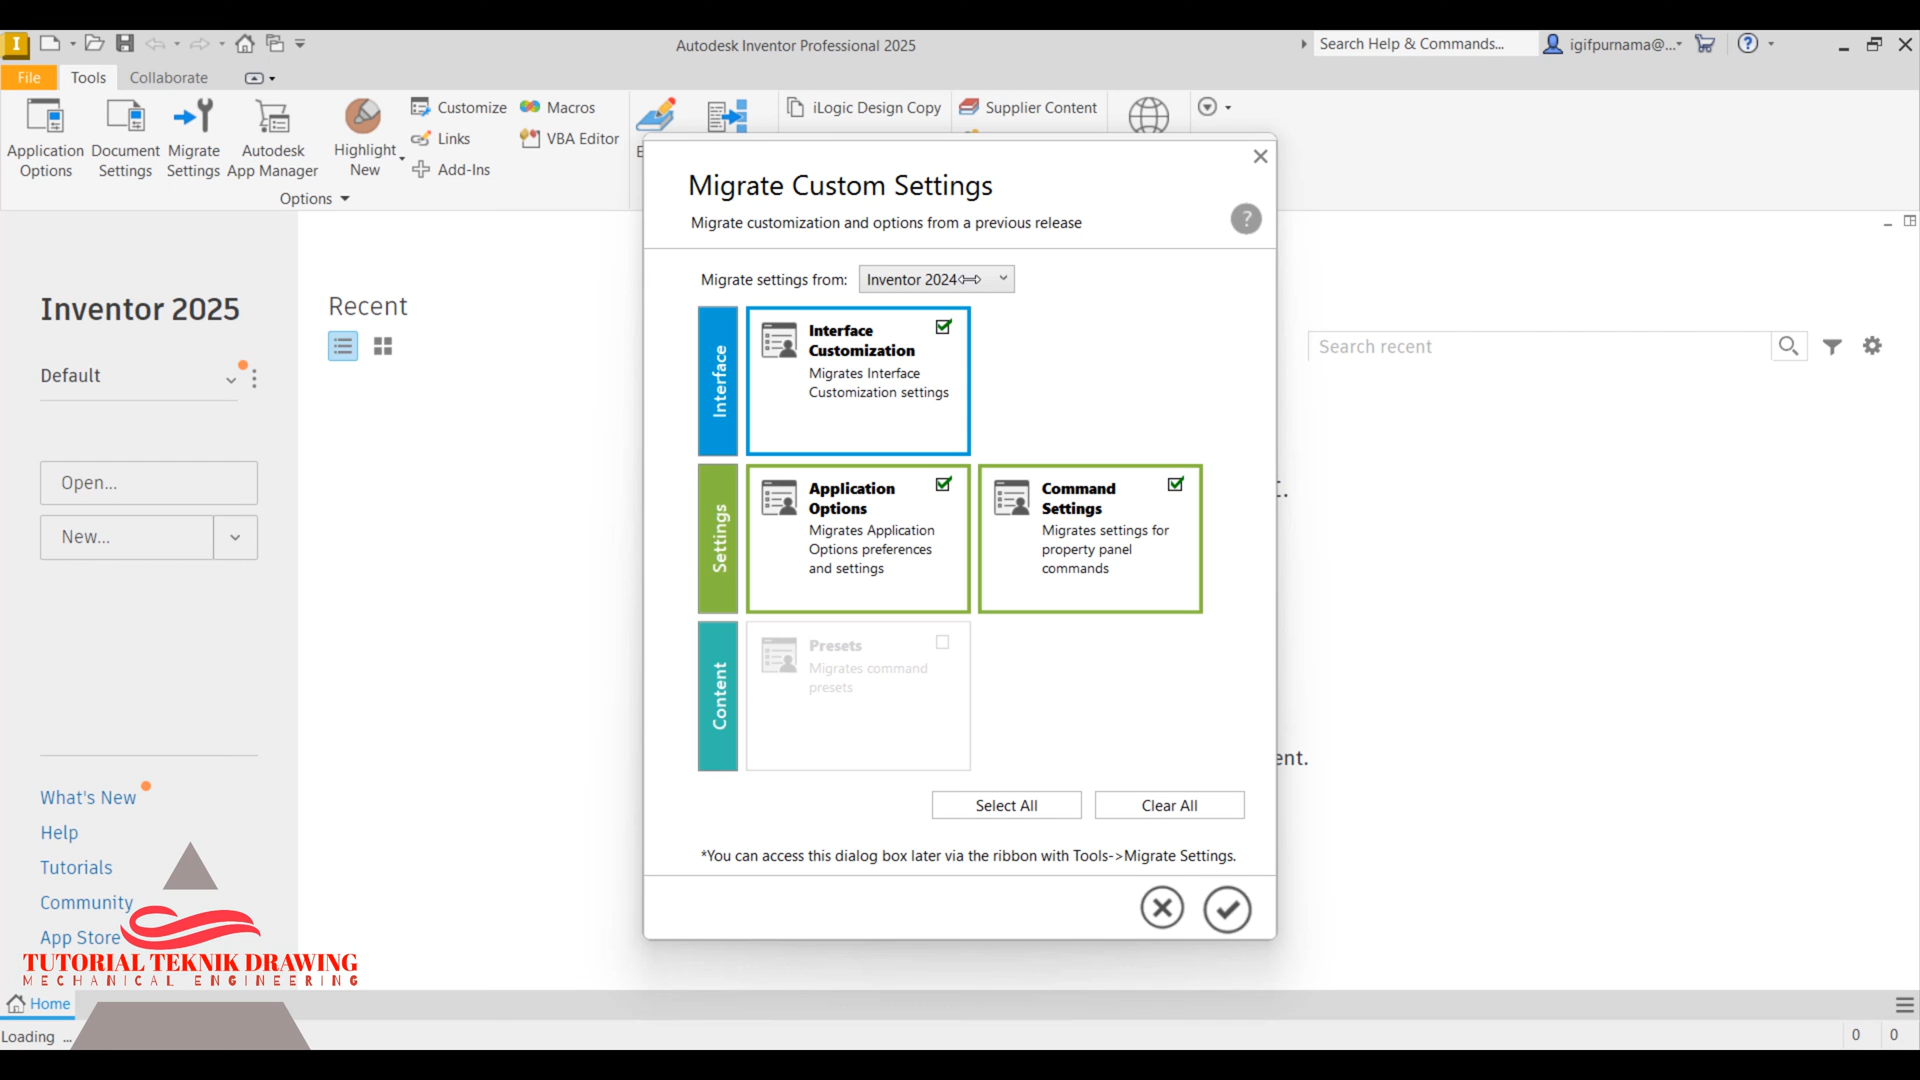 Autodesk Inventor Professional 2025
Search Help & Commands...
igifpurnama@...
File
Tools
Collaborate
Application
Options
Document
Settings
Migrate
Settings
Autodesk
App Manager
Highlight
New
Customize
Links
Add-Ins
Macros
VBA Editor
iLogic Design Copy
Supplier Content
Options
Migrate Custom Settings
Migrate customization and options from a previous release
?
Migrate settings from:
Inventor 2024
Interface
Interface
Customization
Migrates Interface
Customization settings
Settings
Application
Options
Migrates Application
Options preferences
and settings
Command
Settings
Migrates settings for
property panel
commands
Content
Presets
Migrates command
presets
Select All
Clear All
*You can access this dialog box later via the ribbon with Tools->Migrate Settings.
Inventor 2025
Default
Open...
New...
What's New
Help
Tutorials
Community
App Store
Recent
Search recent
ent.
TUTORIAL TEKNIK DRAWING
MECHANICAL ENGINEERING
Home
Loading ...
0
0